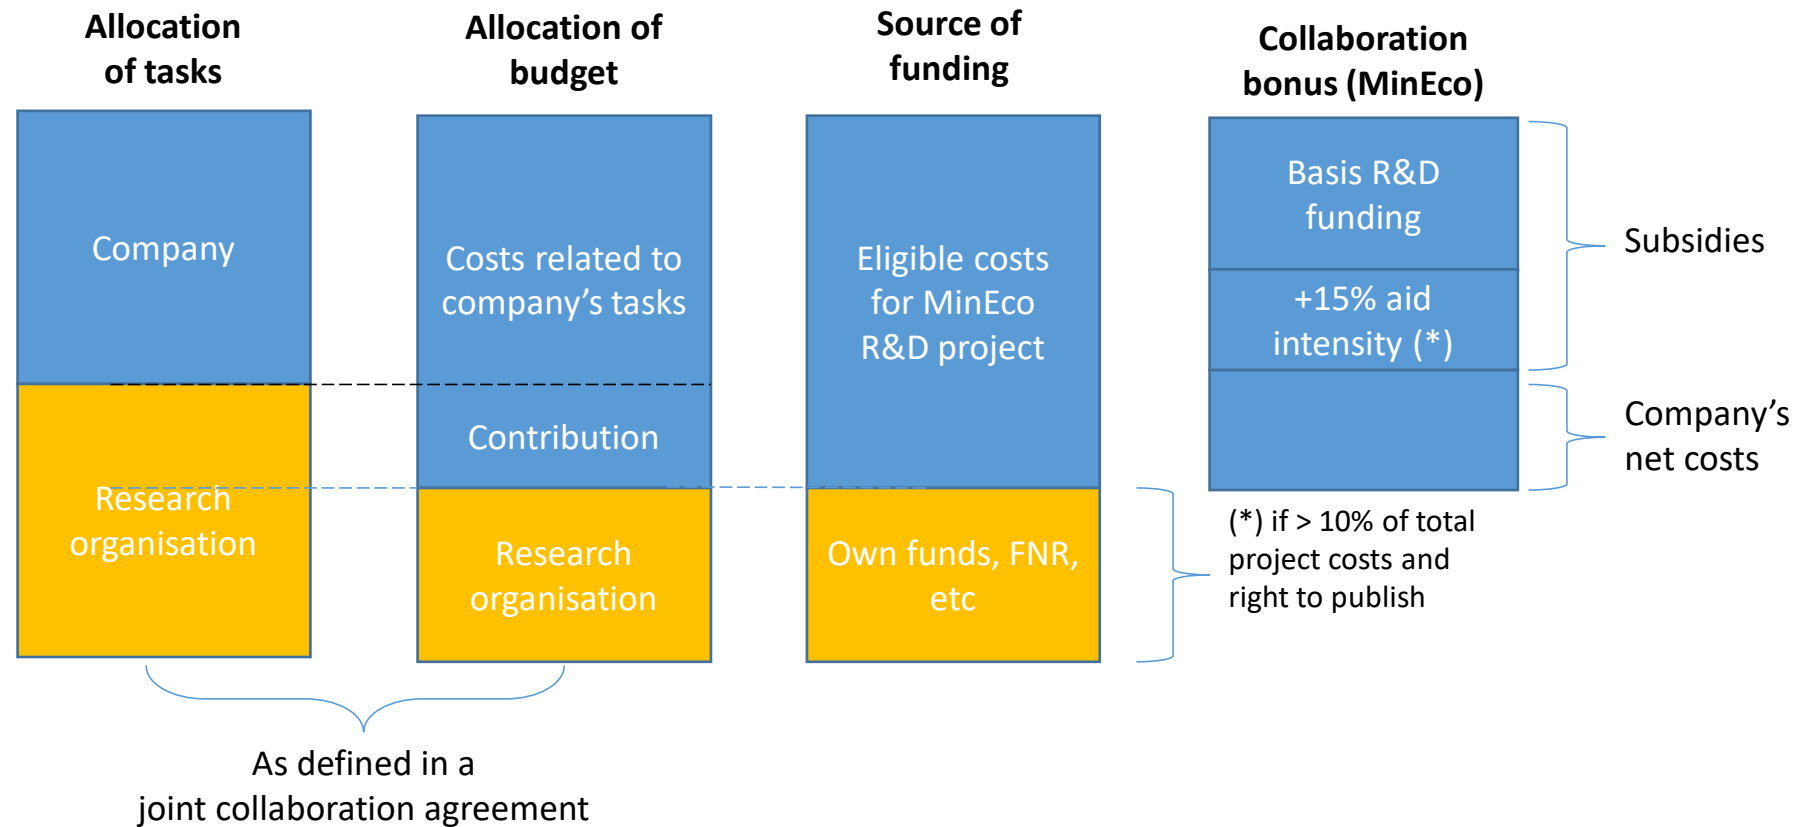 Allocation
of tasks
Allocation of
budget
Source of
funding
Collaboration
bonus (MinEco)
Company
Research
organisation
Costs related to
company’s tasks
Contribution
Research
organisation
Eligible costs
for MinEco
R&D project
Own funds, FNR,
etc
Basis R&D
funding
+15% aid
intensity (*)
Subsidies
Company’s
net costs
(*) if > 10% of total
project costs and
right to publish
As defined in a
joint collaboration agreement